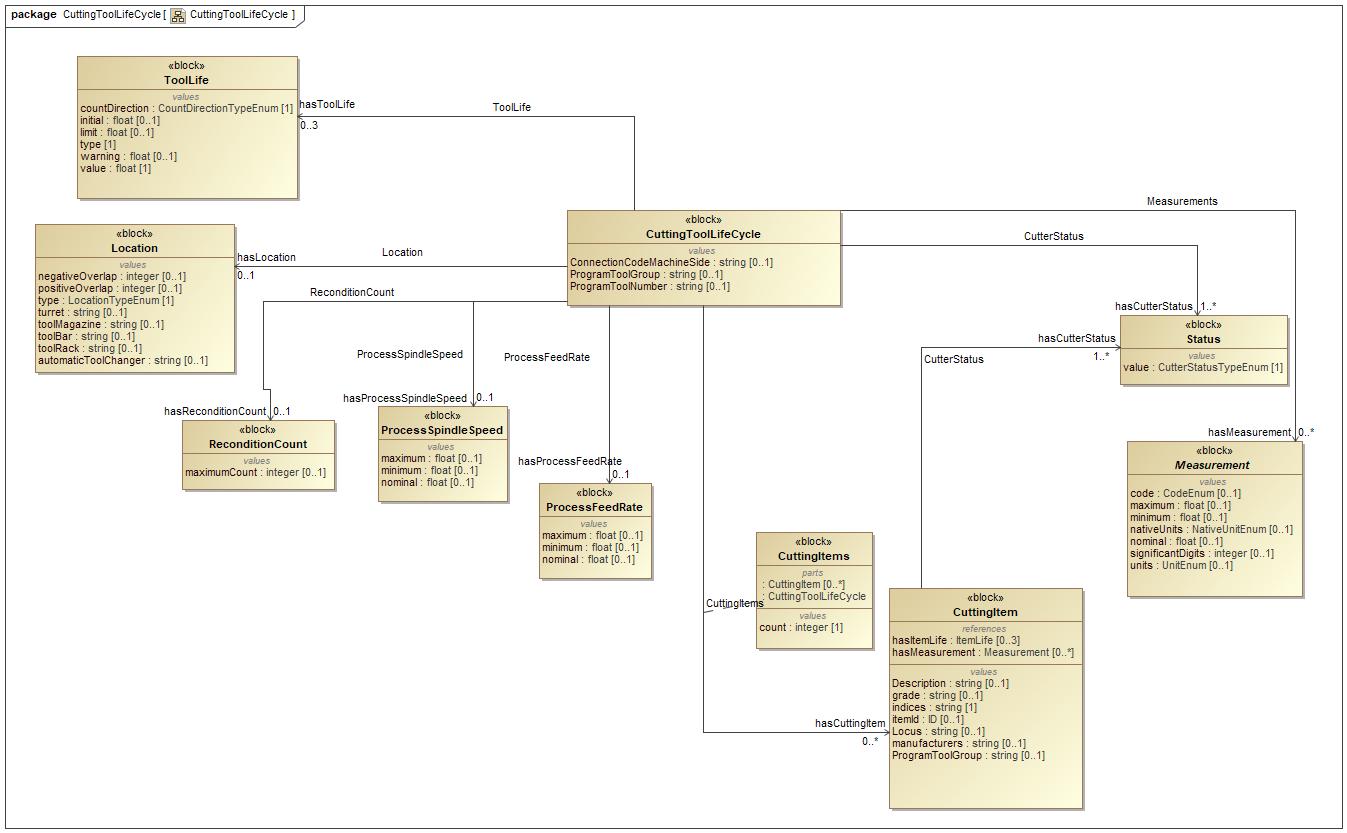 package CuttingToolLifeCycle [ CuttingToolLifeCycle ]
«block»
ToolLife
values
countDirection : CountDirectionTypeEnum [1]
initial : float [0..1]
limit : float [0..1]
type [1]
warning : float [0..1]
value : float [1]
hasToolLife
0..3
ToolLife
«block»
CuttingToolLifeCycle
values
ConnectionCodeMachineSide : string [0..1]
ProgramToolGroup : string [0..1]
ProgramToolNumber : string [0..1]
Measurements
CutterStatus
«block»
Location
values
negativeOverlap : integer [0..1]
positiveOverlap : integer [0..1]
type : LocationTypeEnum [1]
turret : string [0..1]
toolMagazine : string [0..1]
toolBar : string [0..1]
toolRack : string [0..1]
automaticToolChanger : string [0..1]
hasLocation
0..1
Location
ReconditionCount
ProcessSpindleSpeed
ProcessFeedRate
hasCutterStatus 1..*
«block»
Status
values
value : CutterStatusTypeEnum [1]
hasCutterStatus
1..*
CutterStatus
hasReconditionCount 0..1
«block»
ReconditionCount
values
maximumCount : integer [0..1]
hasProcessSpindleSpeed 0..1
«block»
ProcessSpindleSpeed
values
maximum : float [0..1]
minimum : float [0..1]
nominal : float [0..1]
hasProcessFeedRate
0..1
«block»
ProcessFeedRate
values
maximum : float [0..1]
minimum : float [0..1]
nominal : float [0..1]
hasMeasurement 0..*
«block»
Measurement
values
code : CodeEnum [0..1]
maximum : float [0..1]
minimum : float [0..1]
nativeUnits : NativeUnitEnum [0..1]
nominal : float [0..1]
significantDigits : integer [0..1]
units : UnitEnum [0..1]
«block»
CuttingItems
parts
: CuttingItem [0..*]
: CuttingToolLifeCycle
values
count : integer [1]
CuttingItems
«block»
CuttingItem
references
hasItemLife : ItemLife [0..3]
hasMeasurement : Measurement [0..*]
values
Description : string [0..1]
grade : string [0..1]
indices : string [1]
itemId : ID [0..1]
Locus : string [0..1]
manufacturers : string [0..1]
ProgramToolGroup : string [0..1]
hasCuttingItem
0..*